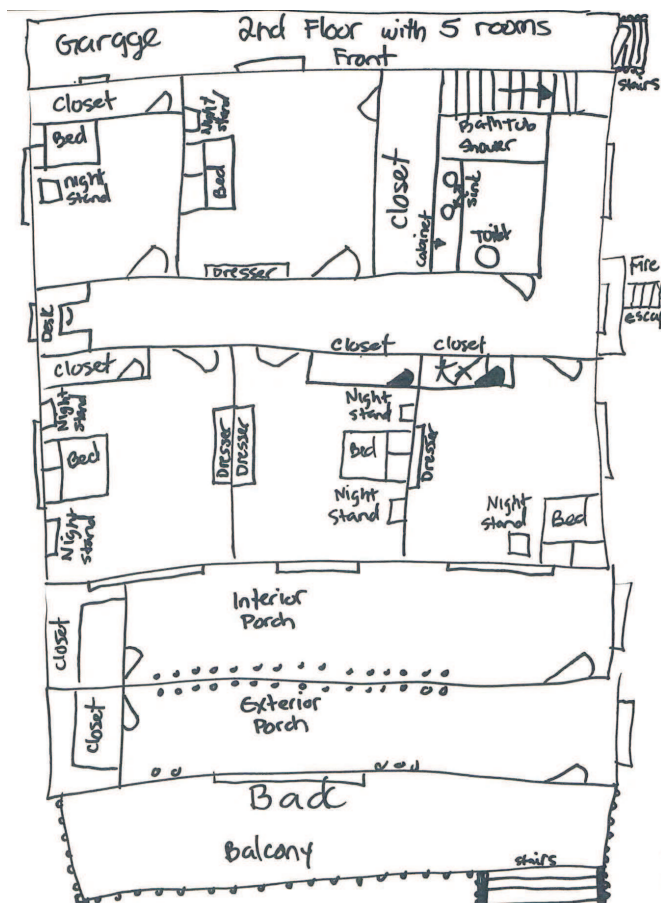 Garage
2nd Floor with 5 rooms
Front
stairs
Closet
Bed
Night
stand
Night
stand
Bed
Dresser
Closet
Bathtub
Shower
cabinet
sink
Toilet
Fire
escap
Desk
Closet
Closet
Closet
Night
stand
Bed
Night
stand
Dresser
Dresser
Night
stand
Bed
Night
stand
Dresser
Night
stand
Bed
Closet
Interior
Porch
Closet
Exterior
Porch
Back
Balcony
stairs